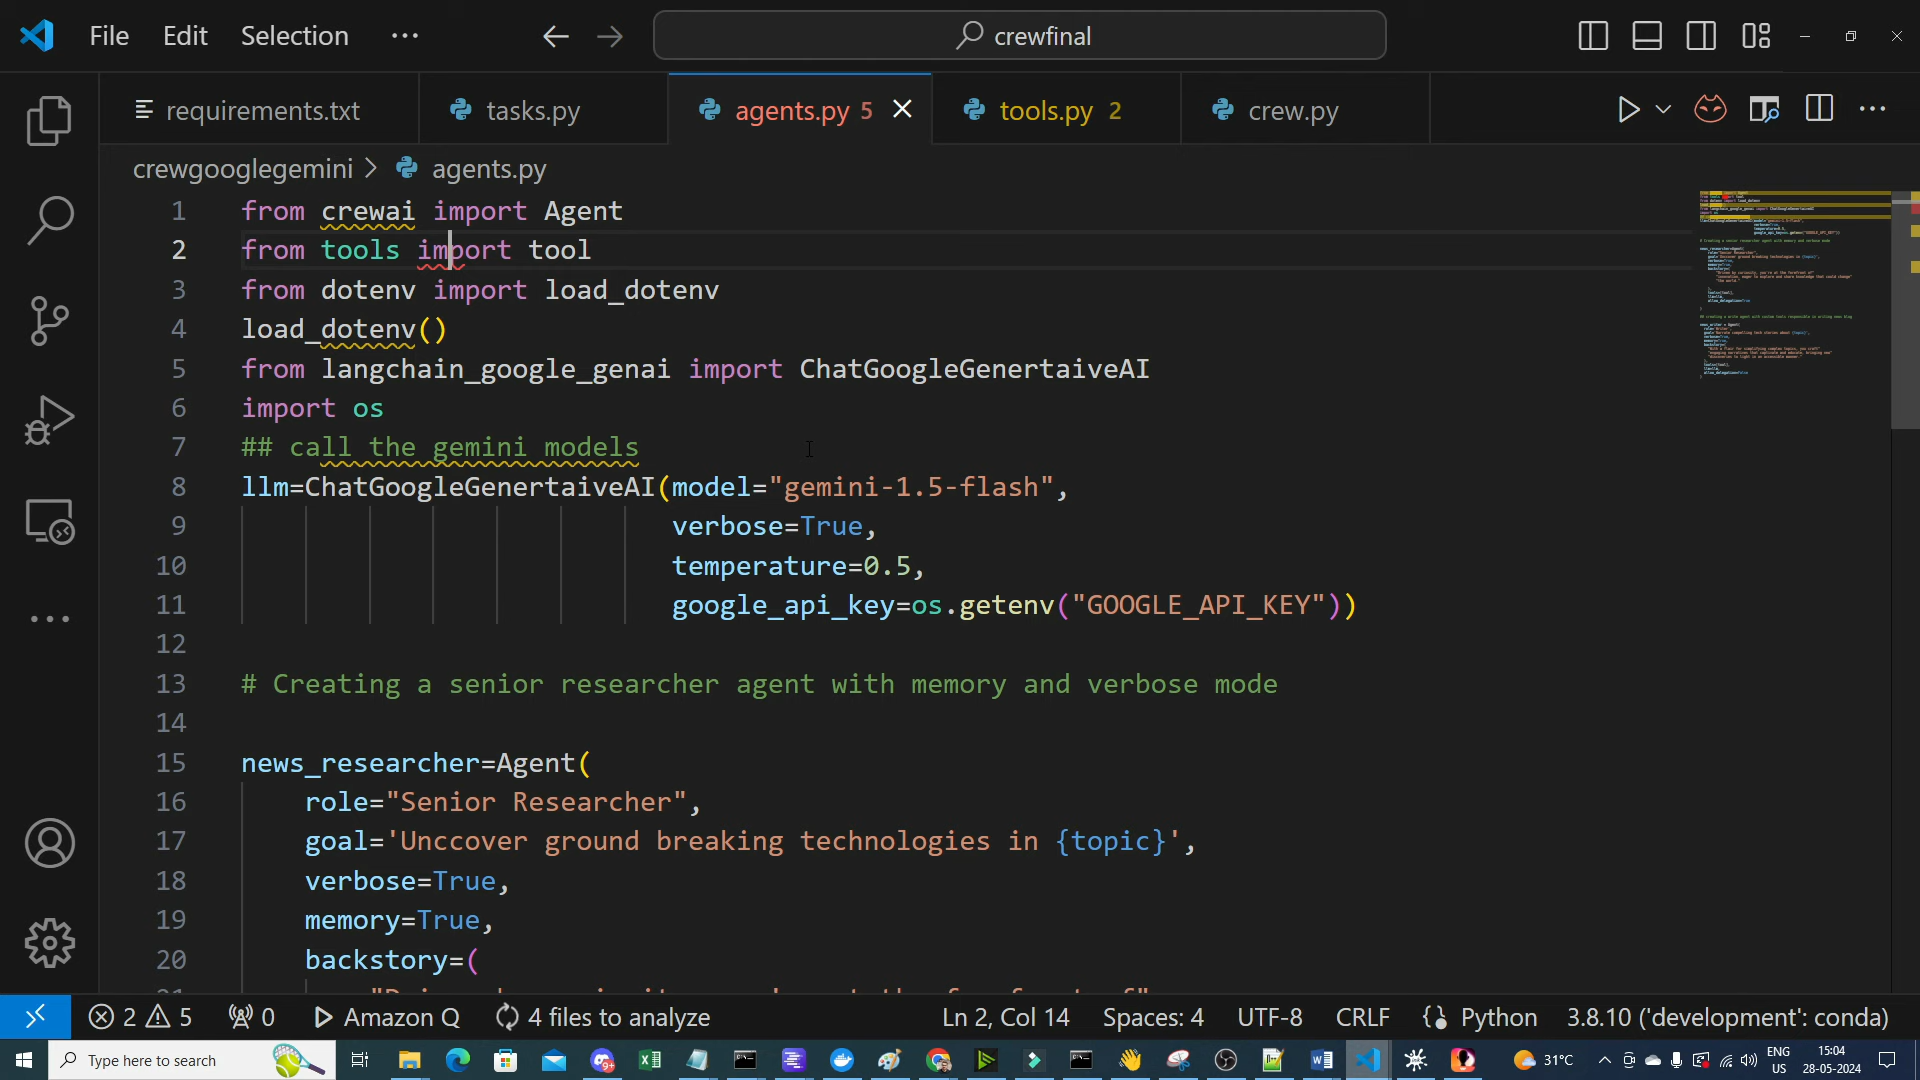 File Edit Selection ···
crewfinal
requirements.txt tasks.py agents.py 5 tools.py 2 crew.py
crewgooglegemini > agents.py
1 from crewai import Agent
2 from tools import tool
3 from dotenv import load_dotenv
4 load_dotenv()
5 from langchain_google_genai import ChatGoogleGenertaiveAI
6 import os
7 ## call the gemini models
8 llm=ChatGoogleGenertaiveAI(model="gemini-1.5-flash",
9 verbose=True,
10 temperature=0.5,
11 google_api_key=os.getenv("GOOGLE_API_KEY"))
12
13 # Creating a senior researcher agent with memory and verbose mode
14
15 news_researcher=Agent(
16 role="Senior Researcher",
17 goal='Unccover ground breaking technologies in {topic}',
18 verbose=True,
19 memory=True,
20 backstory=(
2 5 0 Amazon Q 4 files to analyze Ln 2, Col 14 Spaces: 4 UTF-8 CRLF Python 3.8.10 ('development': conda)
Type here to search 31°C ENG US 15:04 28-05-2024